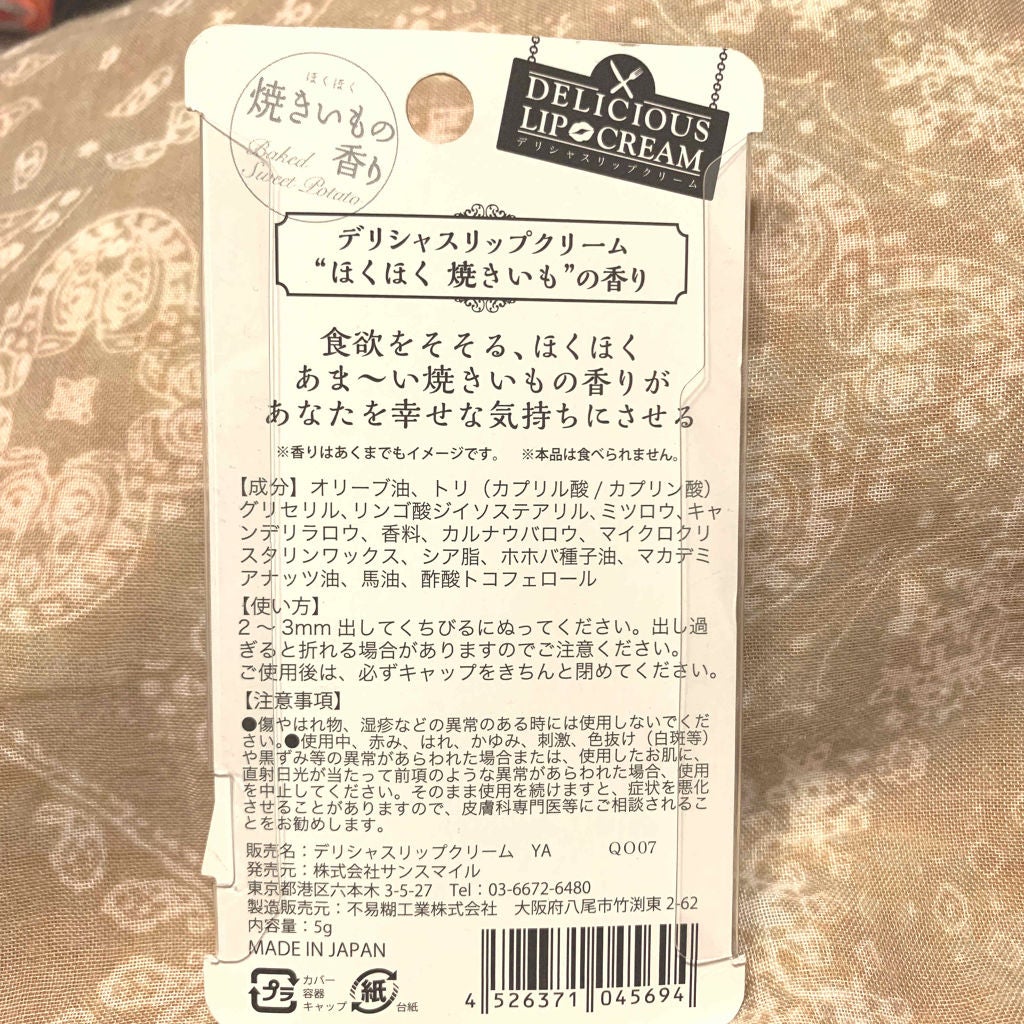 ほくほく
焼きいもの
香り
Baked
Sweet Potato
DELICIOUS
LIP CREAM
デリシャスリップクリーム
デリシャスリップクリーム
“ほくほく 焼きいも”の香り
食欲をそそる、ほくほく
あま〜い焼きいもの香りが
あなたを幸せな気持ちにさせる
※香りはあくまでもイメージです。 ※本品は食べられません。
【成分】オリーブ油、トリ（カプリル酸 / カプリン酸）
グリセリル、リンゴ酸ジイソステアリル、ミツロウ、キャ
ンデリラロウ、香料、カルナウバロウ、マイクロクリ
スタリンワックス、シア脂、ホホバ種子油、マカデミ
アナッツ油、馬油、酢酸トコフェロール
【使い方】
2 〜 3mm 出してくちびるにぬってください。出し過
ぎると折れる場合がありますのでご注意ください。
ご使用後は、必ずキャップをきちんと閉めてください。
【注意事項】
●傷やはれ物、湿疹などの異常のある時には使用しないでくだ
さい。●使用中、赤み、はれ、かゆみ、刺激、色抜け（白斑等）
や黒ずみ等の異常があらわれた場合または、使用したお肌に、
直射日光が当たって前項のような異常があらわれた場合、使用
を中止してください。そのまま使用を続けますと、症状を悪化
させることがありますので、皮膚科専門医等にご相談されるこ
とをお勧めします。
販売名：デリシャスリップクリーム YA QO07
発売元：株式会社サンスマイル
東京都港区六本木 3-5-27 Tel：03-6672-6480
製造販売元：不易糊工業株式会社 大阪府八尾市竹渕東 2-62
内容量：5g
MADE IN JAPAN
プラ
カバー
容器
キャップ
紙
台紙
4 526371 045694